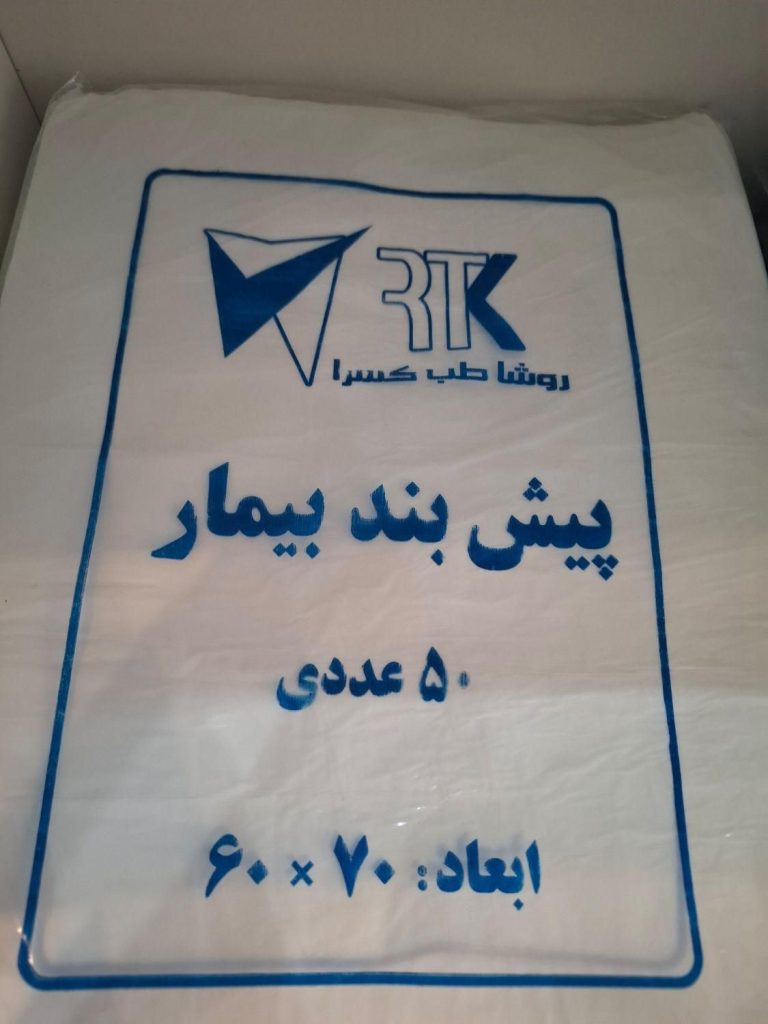 RTK
روشا طب کسرا
پیش بند بیمار
۵۰ عددی
ابعاد: ۷۰ × ۶۰